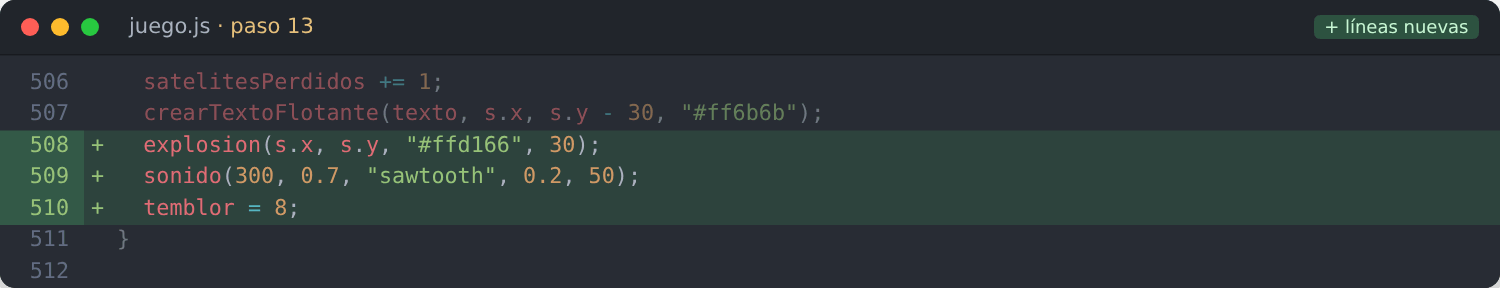 juego.js · paso 13
+ líneas nuevas
506 satelitesPerdidos += 1;
507 crearTextoFlotante(texto, s.x, s.y - 30, "#ff6b6b");
508 + explosion(s.x, s.y, "#ffd166", 30);
509 + sonido(300, 0.7, "sawtooth", 0.2, 50);
510 + temblor = 8;
511 }
512